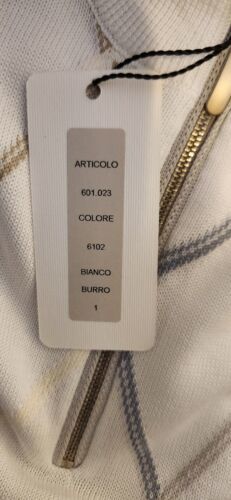 ARTICOLO
601.023
COLORE
6102
BIANCO
BURRO
1